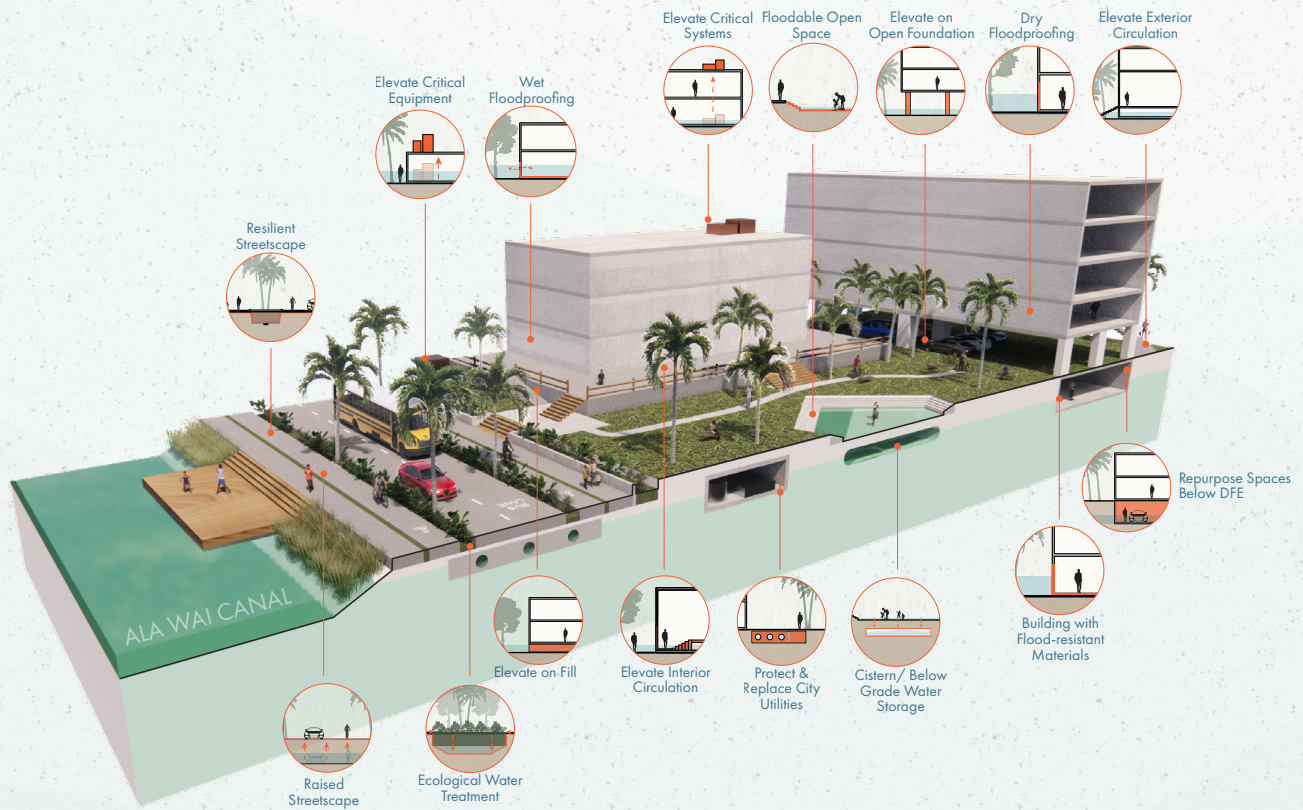 Elevate Critical
Systems
Floodable Open
Space
Elevate on
Open Foundation
Dry
Floodproofing
Elevate Exterior
Circulation
Elevate Critical
Equipment
Wet
Floodproofing
Resilient
Streetscape
Repurpose Spaces
Below DFE
ALA WAI CANAL
Building with
Flood-resistant
Materials
Elevate on Fill
Elevate Interior
Circulation
Protect &
Replace City
Utilities
Cistern/ Below
Grade Water
Storage
Raised
Streetscape
Ecological Water
Treatment